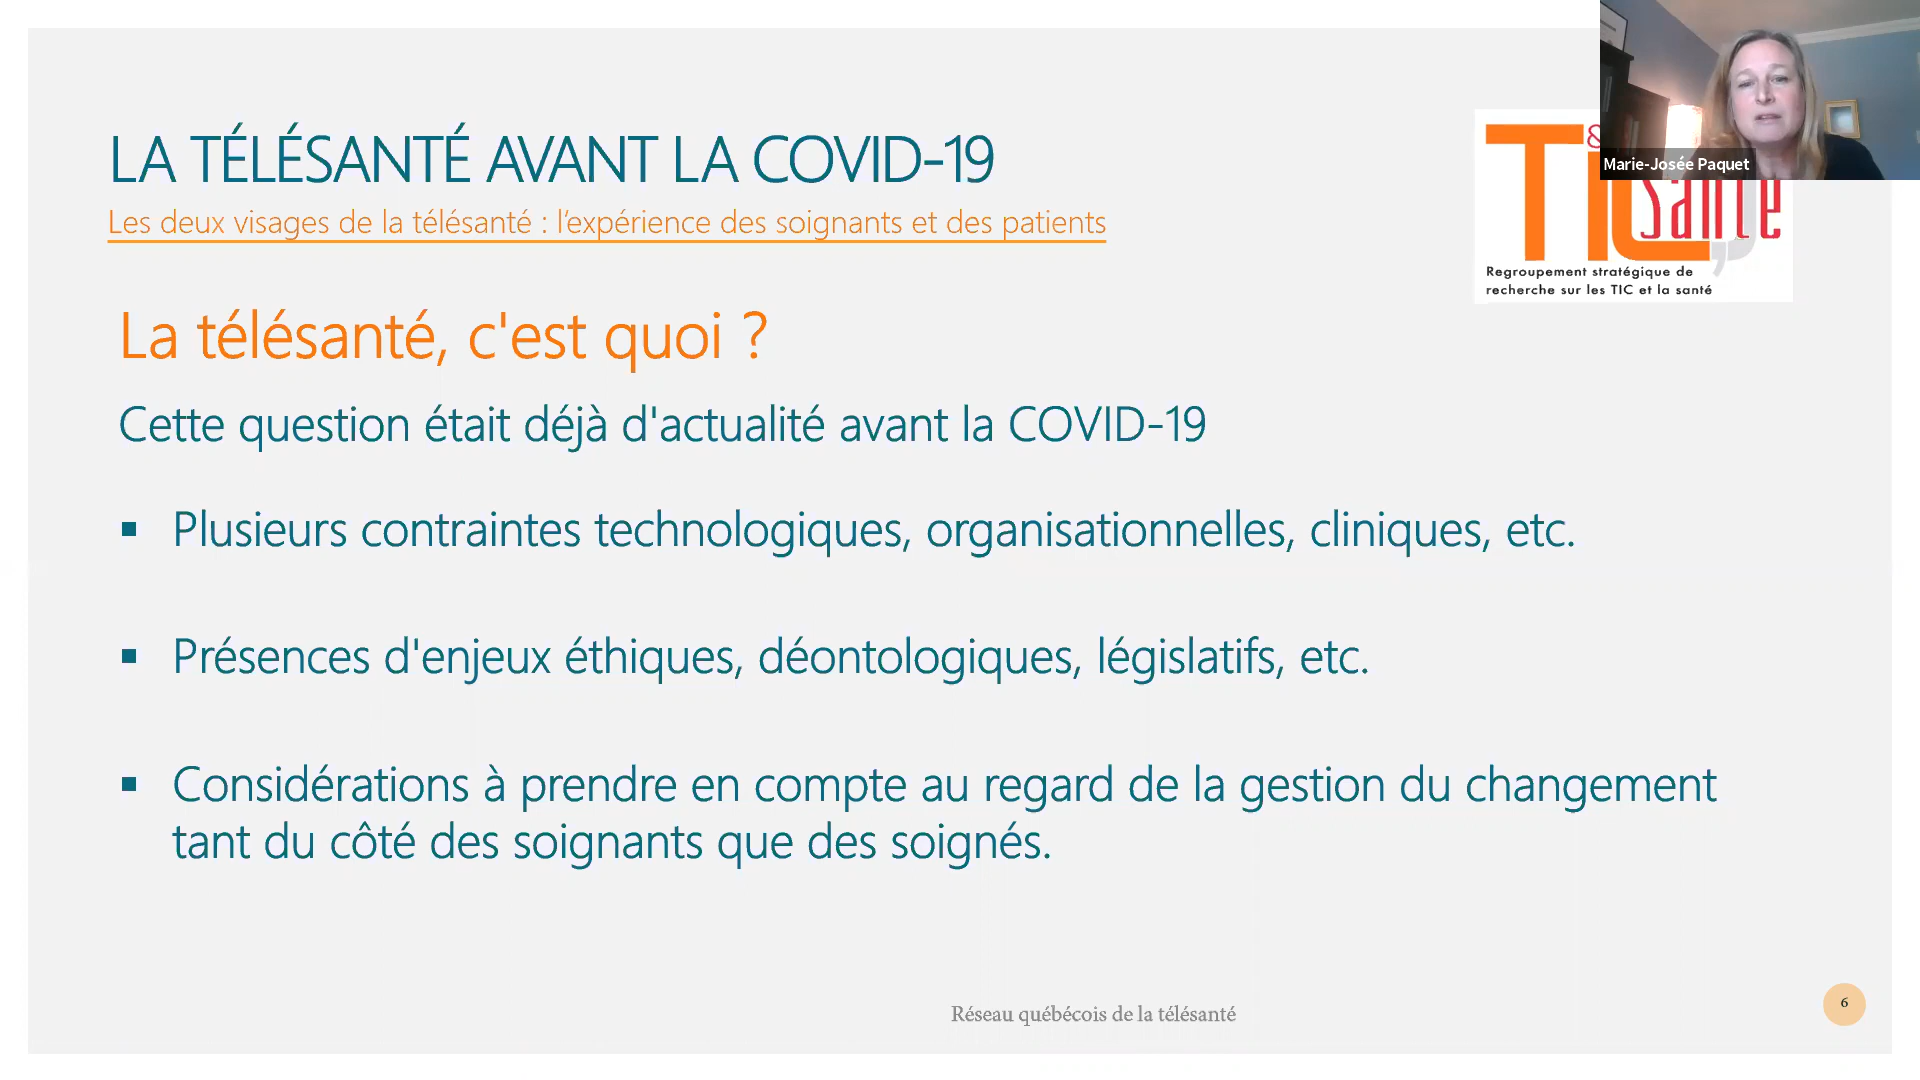 LA TÉLÉSANTÉ AVANT LA COVID-19
Les deux visages de la télésanté : l’expérience des soignants et des patients
Marie-Josée Paquet
TIC
&
santé
Regroupement stratégique de
recherche sur les TIC et la santé
La télésanté, c'est quoi ?
Cette question était déjà d'actualité avant la COVID-19
▪ Plusieurs contraintes technologiques, organisationnelles, cliniques, etc.
▪ Présences d'enjeux éthiques, déontologiques, législatifs, etc.
▪ Considérations à prendre en compte au regard de la gestion du changement
tant du côté des soignants que des soignés.
Réseau québécois de la télésanté
6